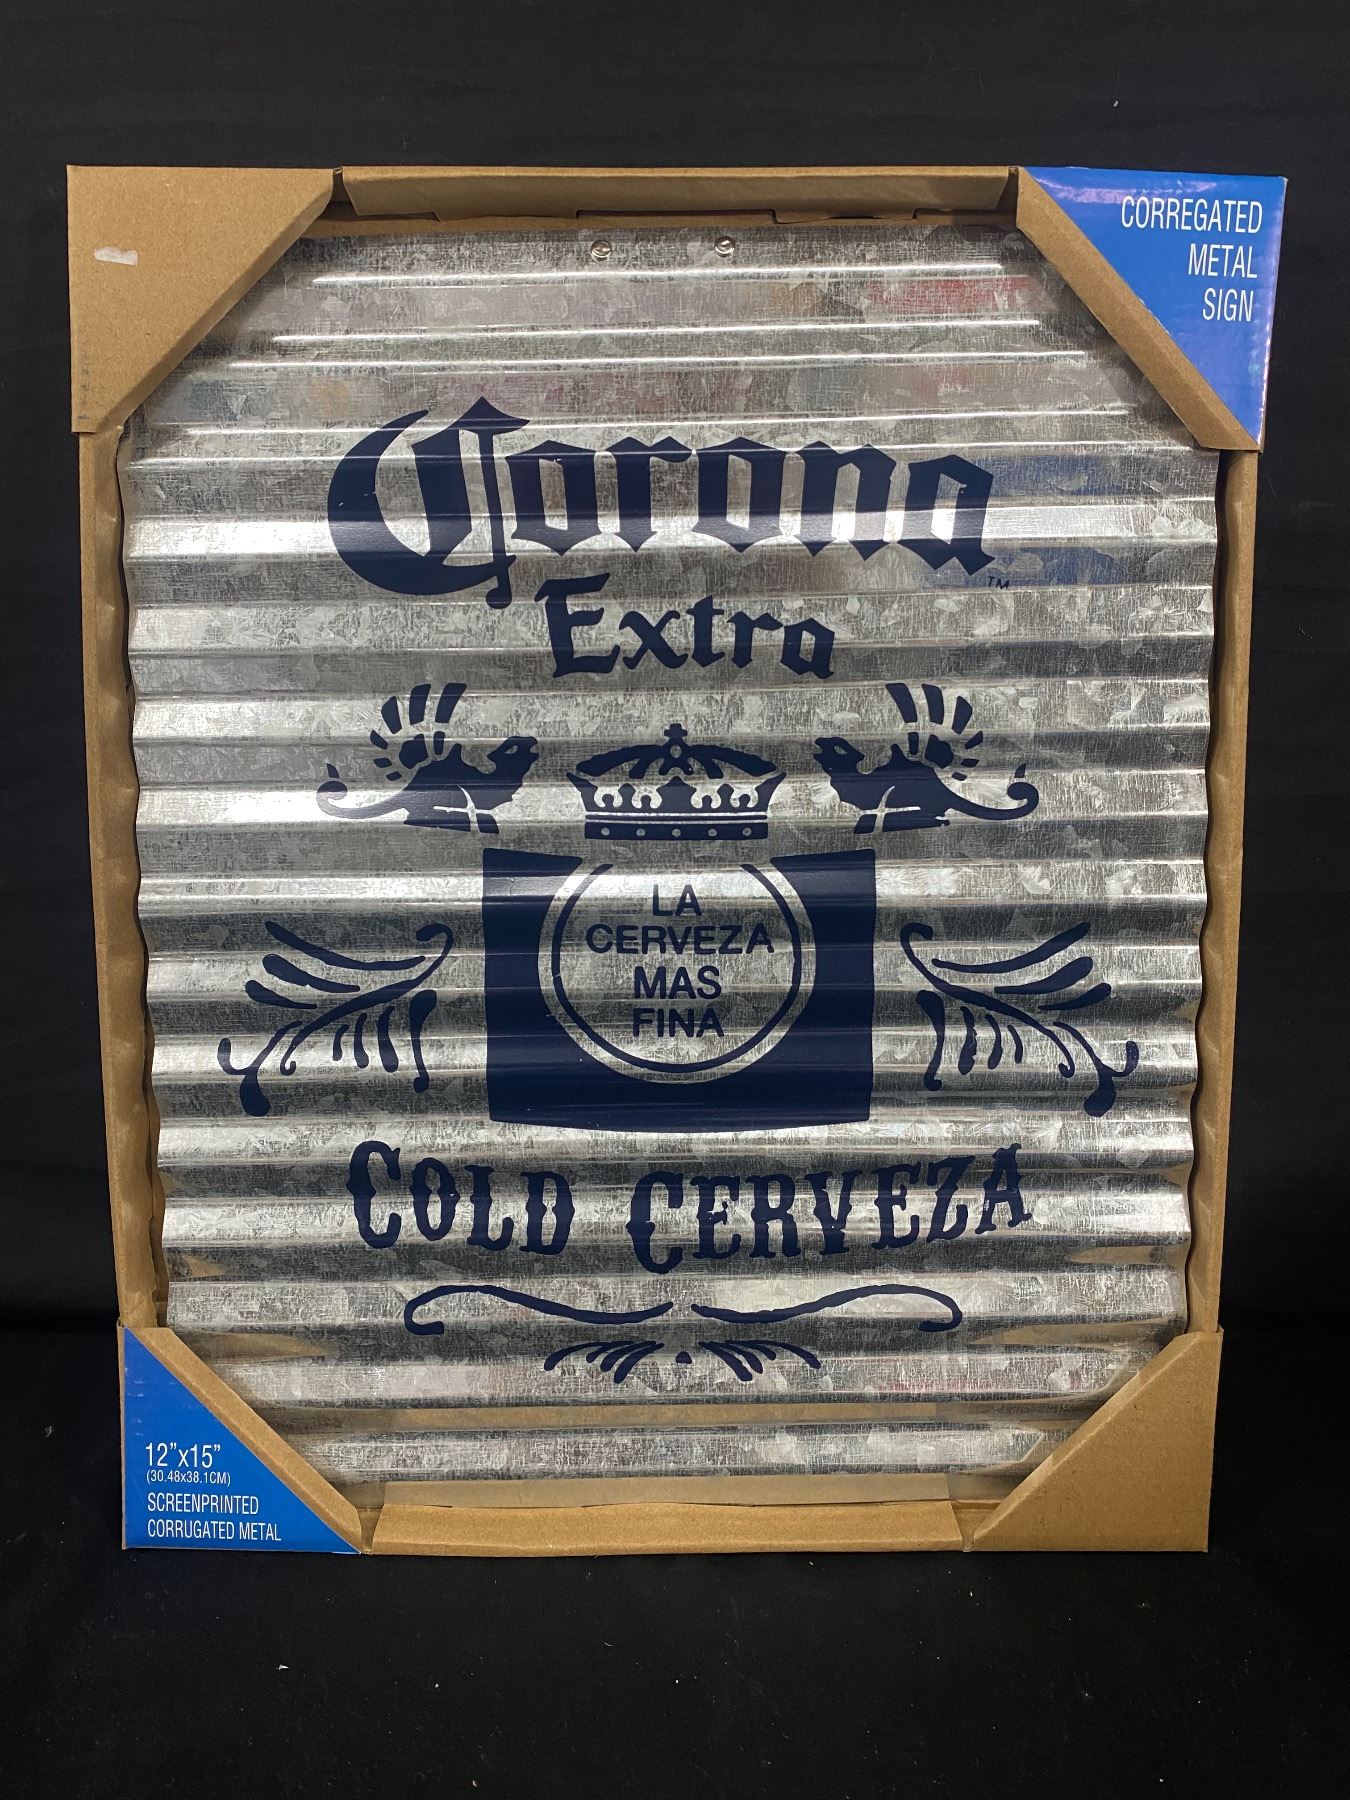 CORREGATED
METAL
SIGN
Corona
TM
Extra
LA
CERVEZA
MAS
FINA
COLD CERVEZA
12”x15”
(30.48x38.1CM)
SCREENPRINTED
CORRUGATED METAL